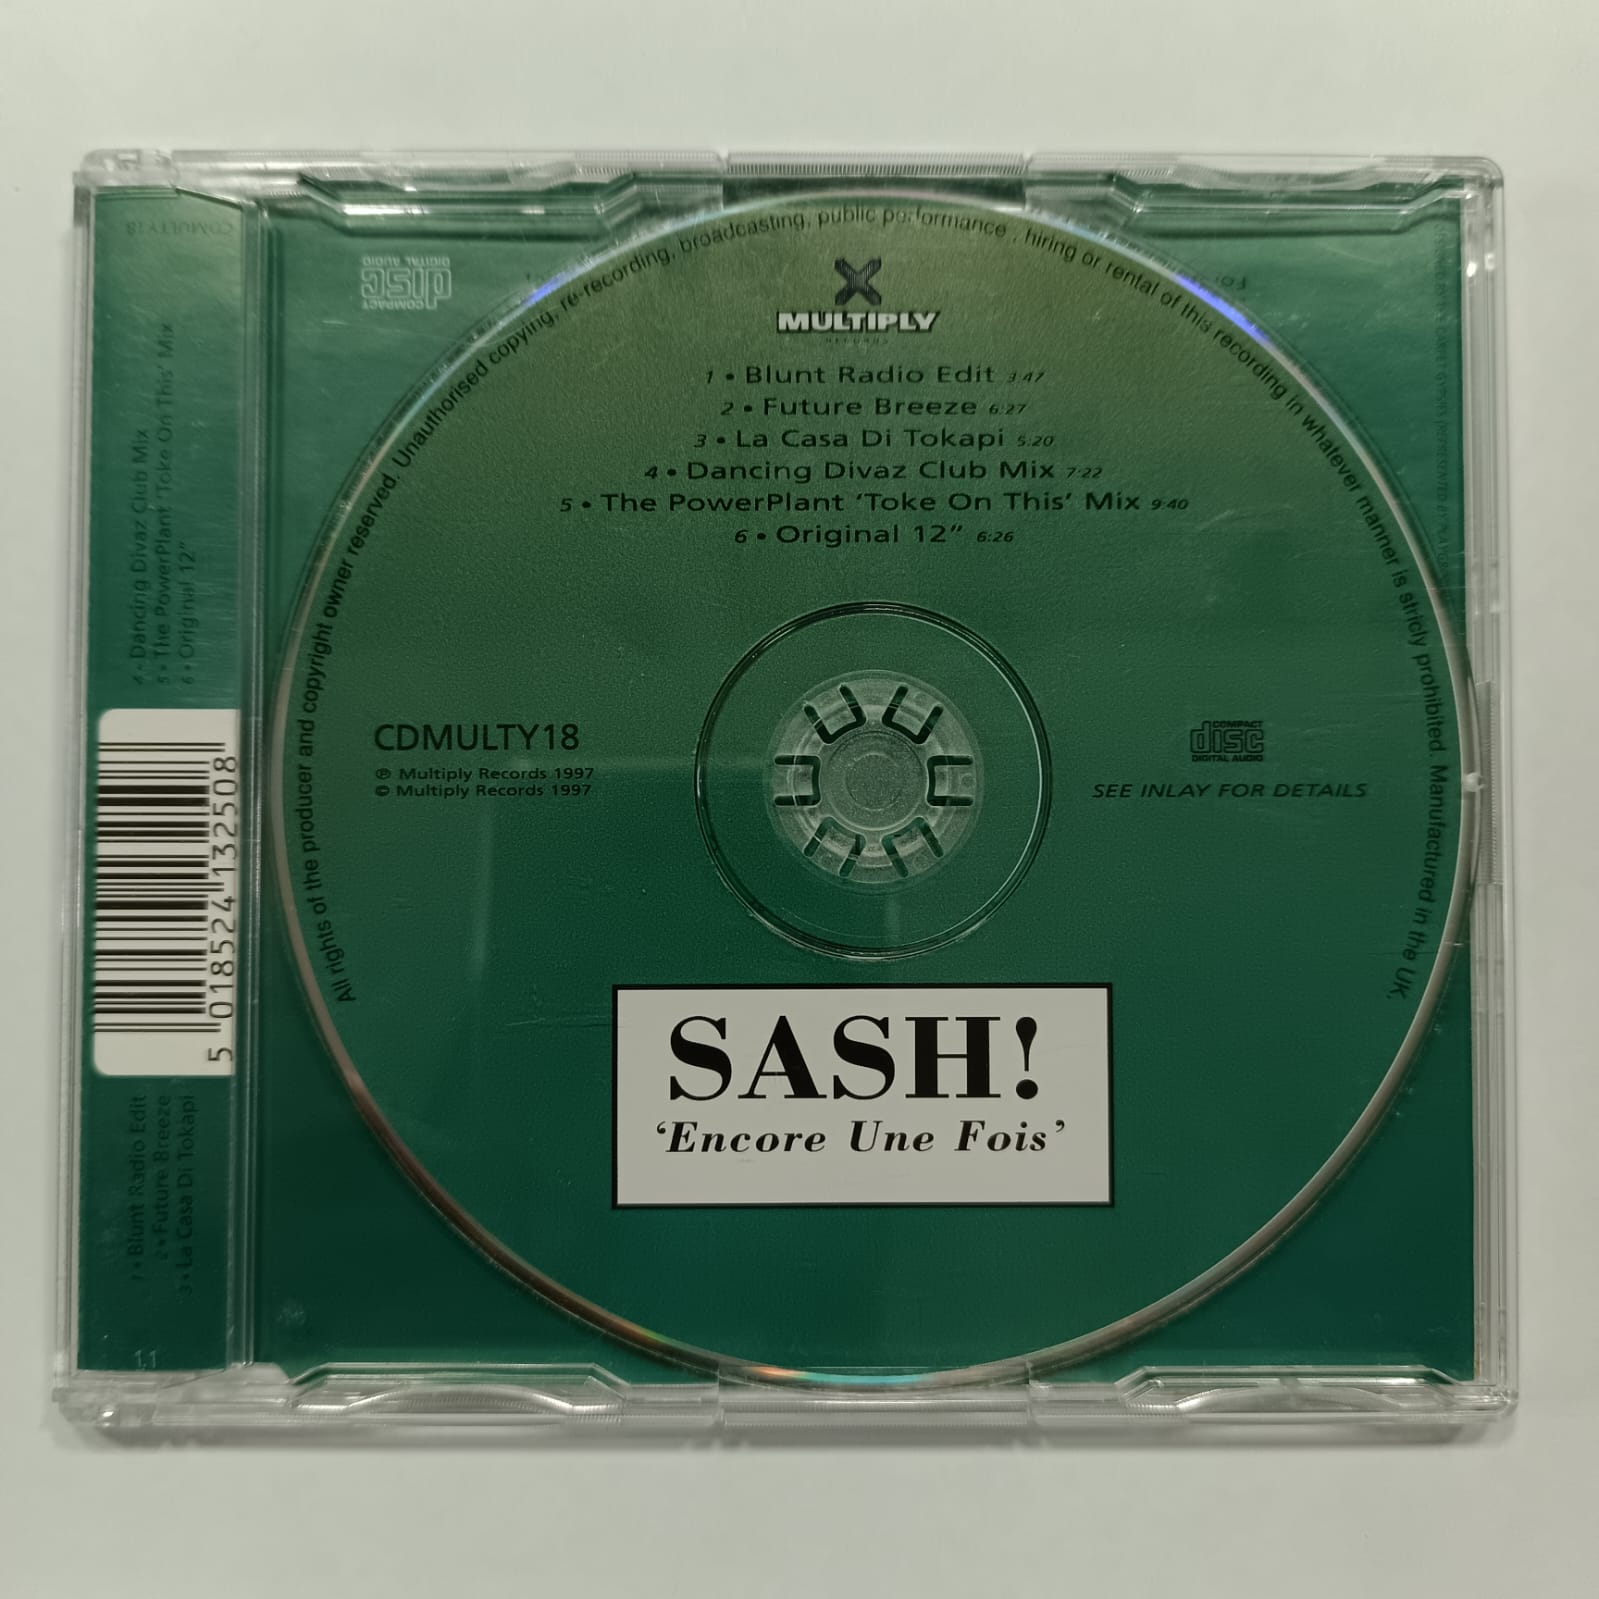 CDMULTY18
4 • Dancing Divaz Club Mix
5 • The PowerPlant 'Toke On This' Mix
6 • Original 12"
5 018524 132508
1 • Blunt Radio Edit
2 • Future Breeze
3 • La Casa Di Tokapi
COMPACT
disc
DIGITAL AUDIO
All rights of the producer and copyright owner reserved. Unauthorised copying, re-recording, broadcasting, public performance, hiring or rental of this recording in whatever manner is strictly prohibited. Manufactured in the UK.
MULTIPLY
RECORDS
1 • Blunt Radio Edit 3:47
2 • Future Breeze 6:27
3 • La Casa Di Tokapi 5:20
4 • Dancing Divaz Club Mix 7:22
5 • The PowerPlant 'Toke On This' Mix 9:40
6 • Original 12" 6:26
CDMULTY18
℗ Multiply Records 1997
© Multiply Records 1997
COMPACT
disc
DIGITAL AUDIO
SEE INLAY FOR DETAILS
SASH!
'Encore Une Fois'